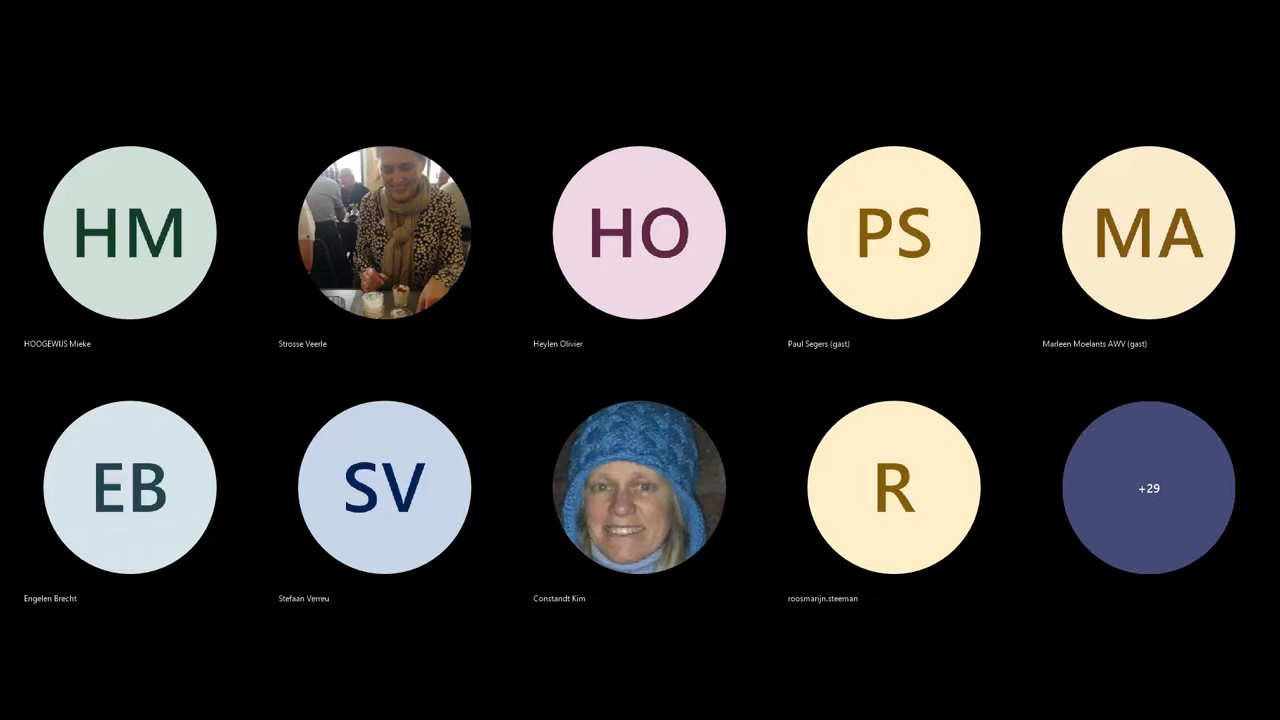 HM
HO
PS
MA
HOOGEWIJS Mieke
Strosse Veerle
Heylen Olivier
Paul Segers (gast)
Marleen Moelants AWV (gast)
EB
SV
R
+29
Engelen Brecht
Stefaan Verreu
Constandt Kim
roosmarijn.steeman